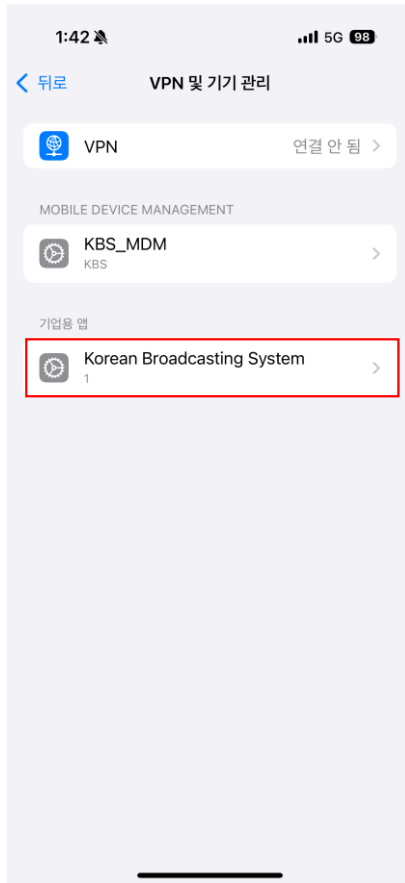 1:42 5G 98
뒤로 VPN 및 기기 관리
VPN 연결 안 됨
MOBILE DEVICE MANAGEMENT
KBS_MDM
KBS
기업용 앱
Korean Broadcasting System
1